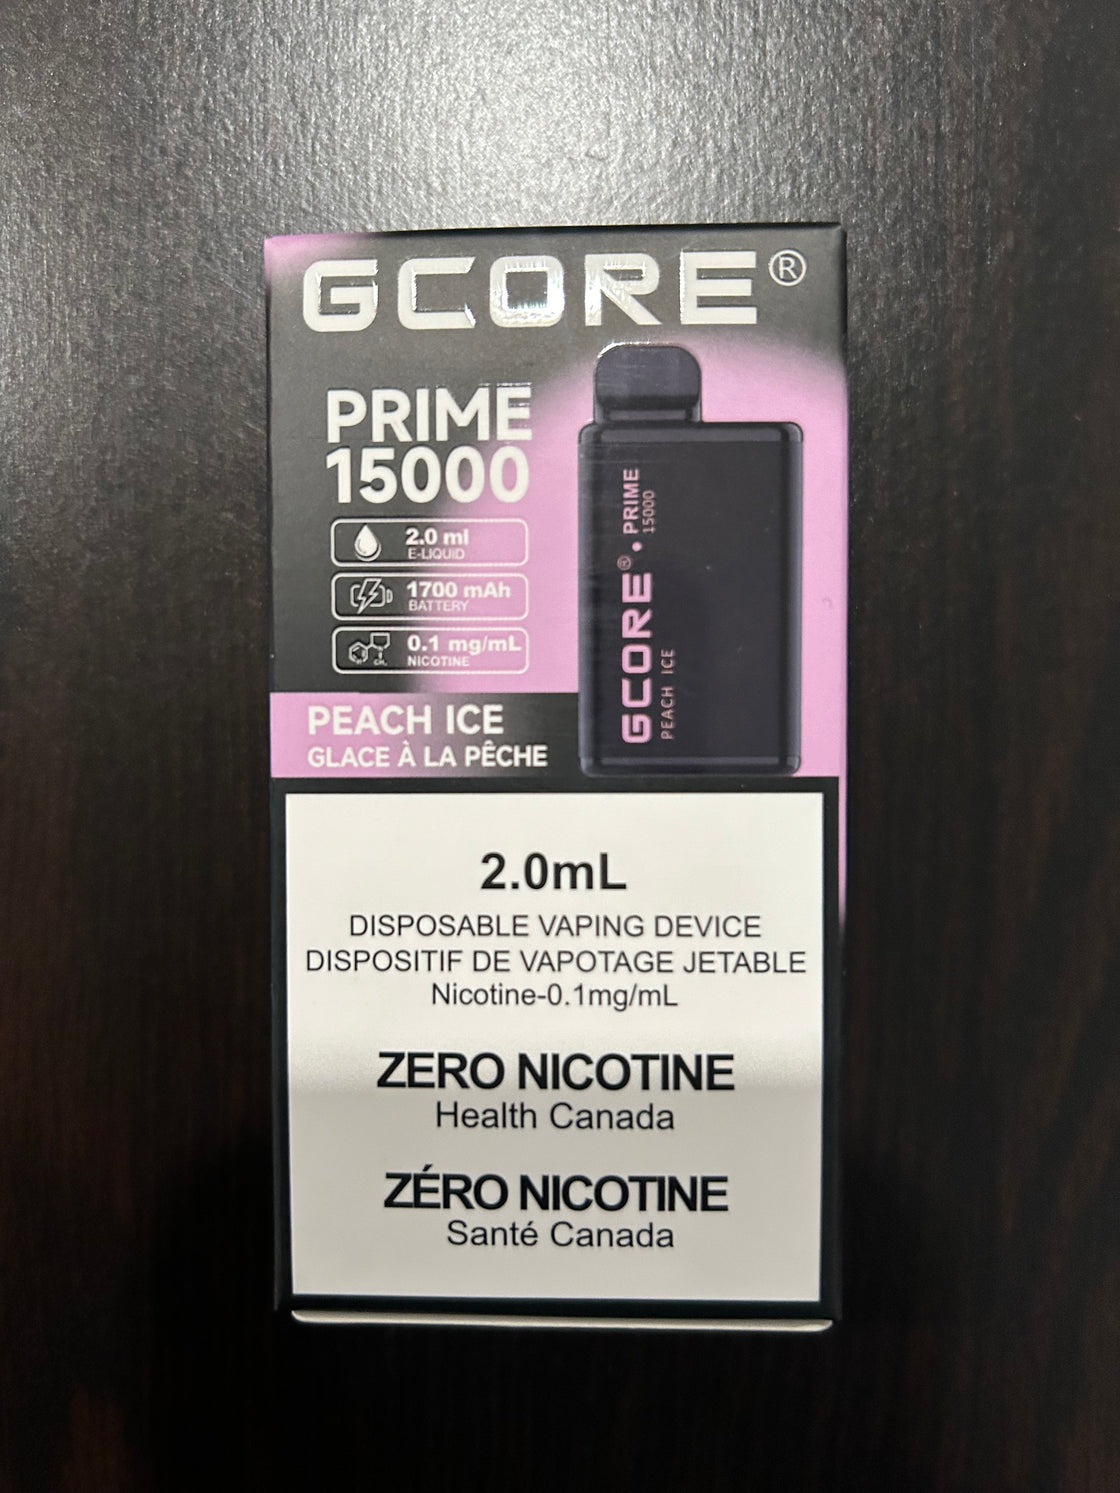 GCORE®
PRIME
15000
2.0 ml
E-LIQUID
1700 mAh
BATTERY
0.1 mg/mL
NICOTINE
PEACH ICE
GLACE À LA PÊCHE
GCORE® • PRIME
15000
PEACH ICE
2.0mL
DISPOSABLE VAPING DEVICE
DISPOSITIF DE VAPOTAGE JETABLE
Nicotine-0.1mg/mL
ZERO NICOTINE
Health Canada
ZÉRO NICOTINE
Santé Canada